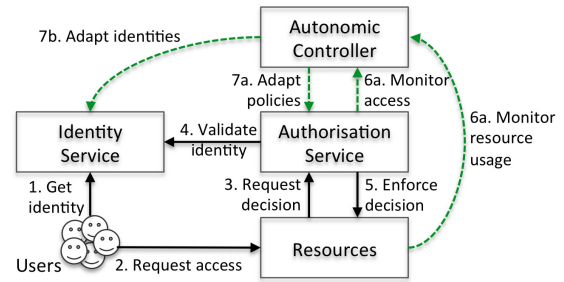 7b. Adapt identities
Autonomic
Controller
7a. Adapt
policies
6a. Monitor
access
6a. Monitor
resource
usage
Identity
Service
4. Validate
identity
Authorisation
Service
1. Get
identity
3. Request
decision
5. Enforce
decision
Users
2. Request access
Resources